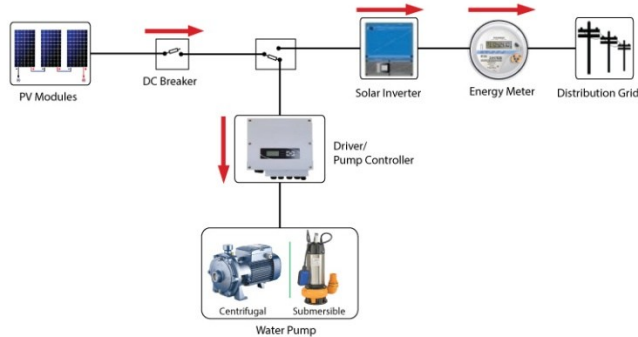 PV Modules
DC Breaker
Solar Inverter
Energy Meter
Distribution Grid
Driver/
Pump Controller
Centrifugal
Submersible
Water Pump